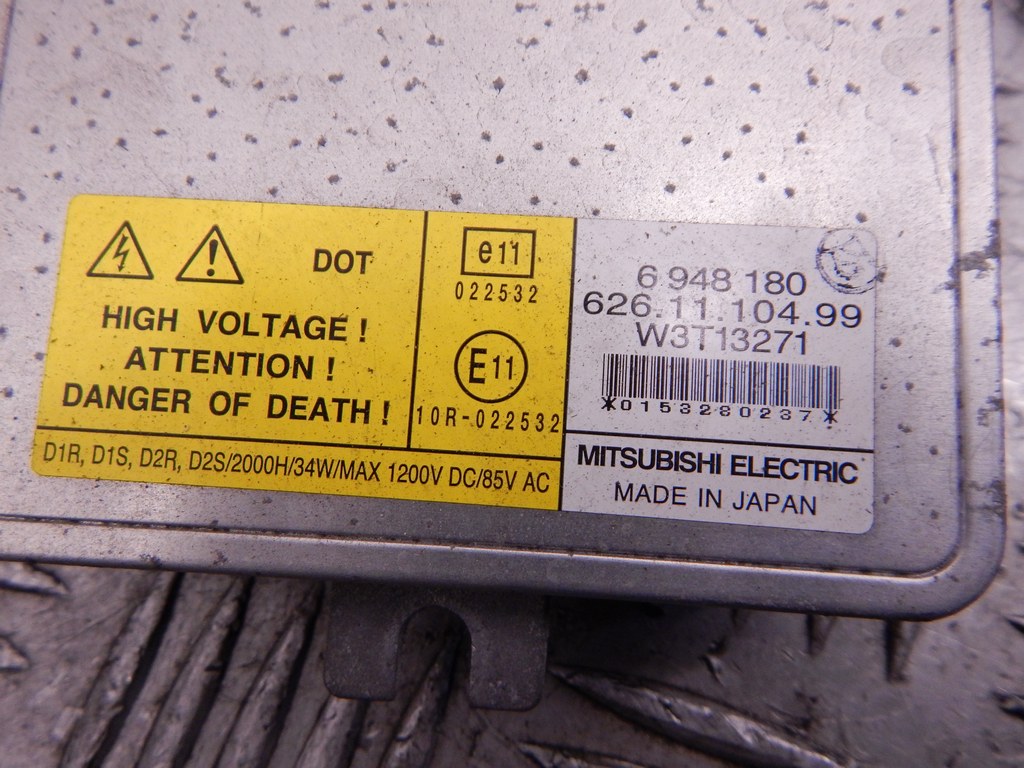 DOT
HIGH VOLTAGE !
ATTENTION !
DANGER OF DEATH !
D1R, D1S, D2R, D2S/2000H/34W/MAX 1200V DC/85V AC
e11
022532
E11
10R-022532
6 948 180
626.11.104.99
W3T13271
*0153280237*
MITSUBISHI ELECTRIC
MADE IN JAPAN